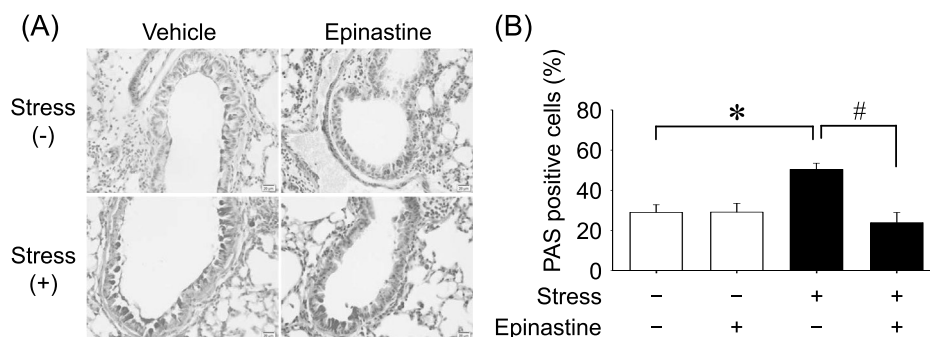 (A)
Vehicle Epinastine
Stress
(-)
Stress
(+)
(B)
PAS positive cells (%)
80
60
40
20
0
* #
Stress − − + +
Epinastine − + − +